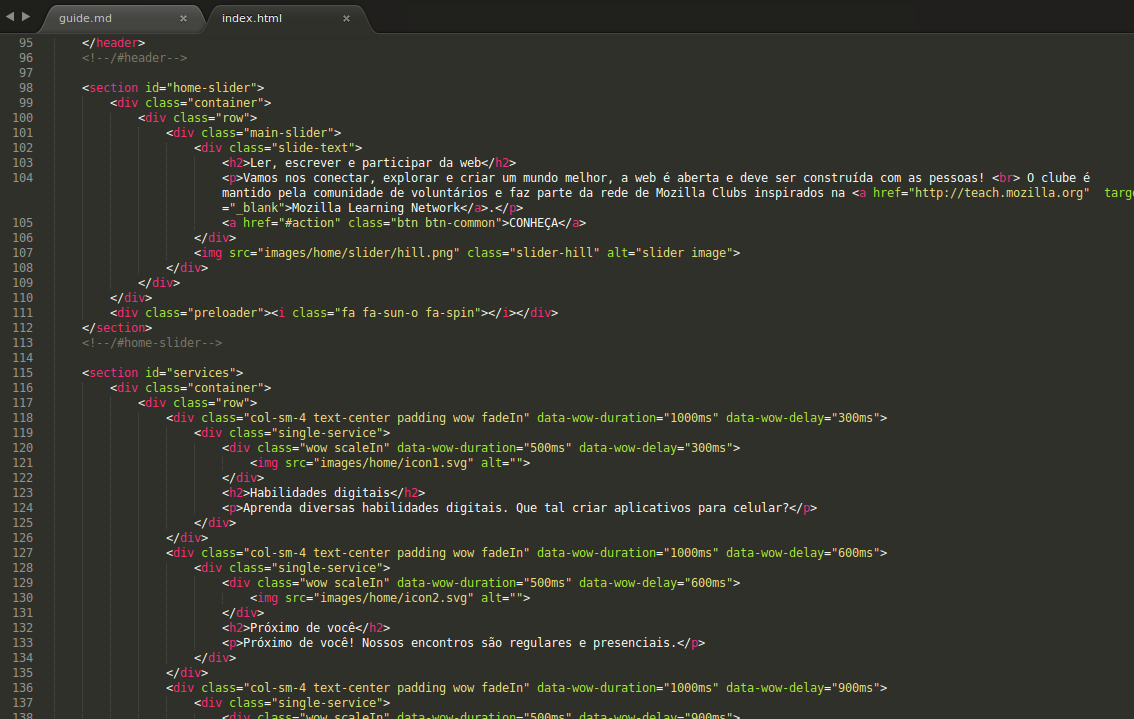 guide.md × index.html ×
95 </header>
96 <!--/#header-->
97
98 <section id="home-slider">
99 <div class="container">
100 <div class="row">
101 <div class="main-slider">
102 <div class="slide-text">
103 <h2>Ler, escrever e participar da web</h2>
104 <p>Vamos nos conectar, explorar e criar um mundo melhor, a web é aberta e deve ser construída com as pessoas! <br> O clube é
mantido pela comunidade de voluntários e faz parte da rede de Mozilla Clubs inspirados na <a href="http://teach.mozilla.org" targ
="_blank">Mozilla Learning Network</a>.</p>
105 <a href="#action" class="btn btn-common">CONHEÇA</a>
106 </div>
107 <img src="images/home/slider/hill.png" class="slider-hill" alt="slider image">
108 </div>
109 </div>
110 </div>
111 <div class="preloader"><i class="fa fa-sun-o fa-spin"></i></div>
112 </section>
113 <!--/#home-slider-->
114
115 <section id="services">
116 <div class="container">
117 <div class="row">
118 <div class="col-sm-4 text-center padding wow fadeIn" data-wow-duration="1000ms" data-wow-delay="300ms">
119 <div class="single-service">
120 <div class="wow scaleIn" data-wow-duration="500ms" data-wow-delay="300ms">
121 <img src="images/home/icon1.svg" alt="">
122 </div>
123 <h2>Habilidades digitais</h2>
124 <p>Aprenda diversas habilidades digitais. Que tal criar aplicativos para celular?</p>
125 </div>
126 </div>
127 <div class="col-sm-4 text-center padding wow fadeIn" data-wow-duration="1000ms" data-wow-delay="600ms">
128 <div class="single-service">
129 <div class="wow scaleIn" data-wow-duration="500ms" data-wow-delay="600ms">
130 <img src="images/home/icon2.svg" alt="">
131 </div>
132 <h2>Próximo de você</h2>
133 <p>Próximo de você! Nossos encontros são regulares e presenciais.</p>
134 </div>
135 </div>
136 <div class="col-sm-4 text-center padding wow fadeIn" data-wow-duration="1000ms" data-wow-delay="900ms">
137 <div class="single-service">
138 <div class="wow scaleIn" data-wow-duration="500ms" data-wow-delay="900ms">